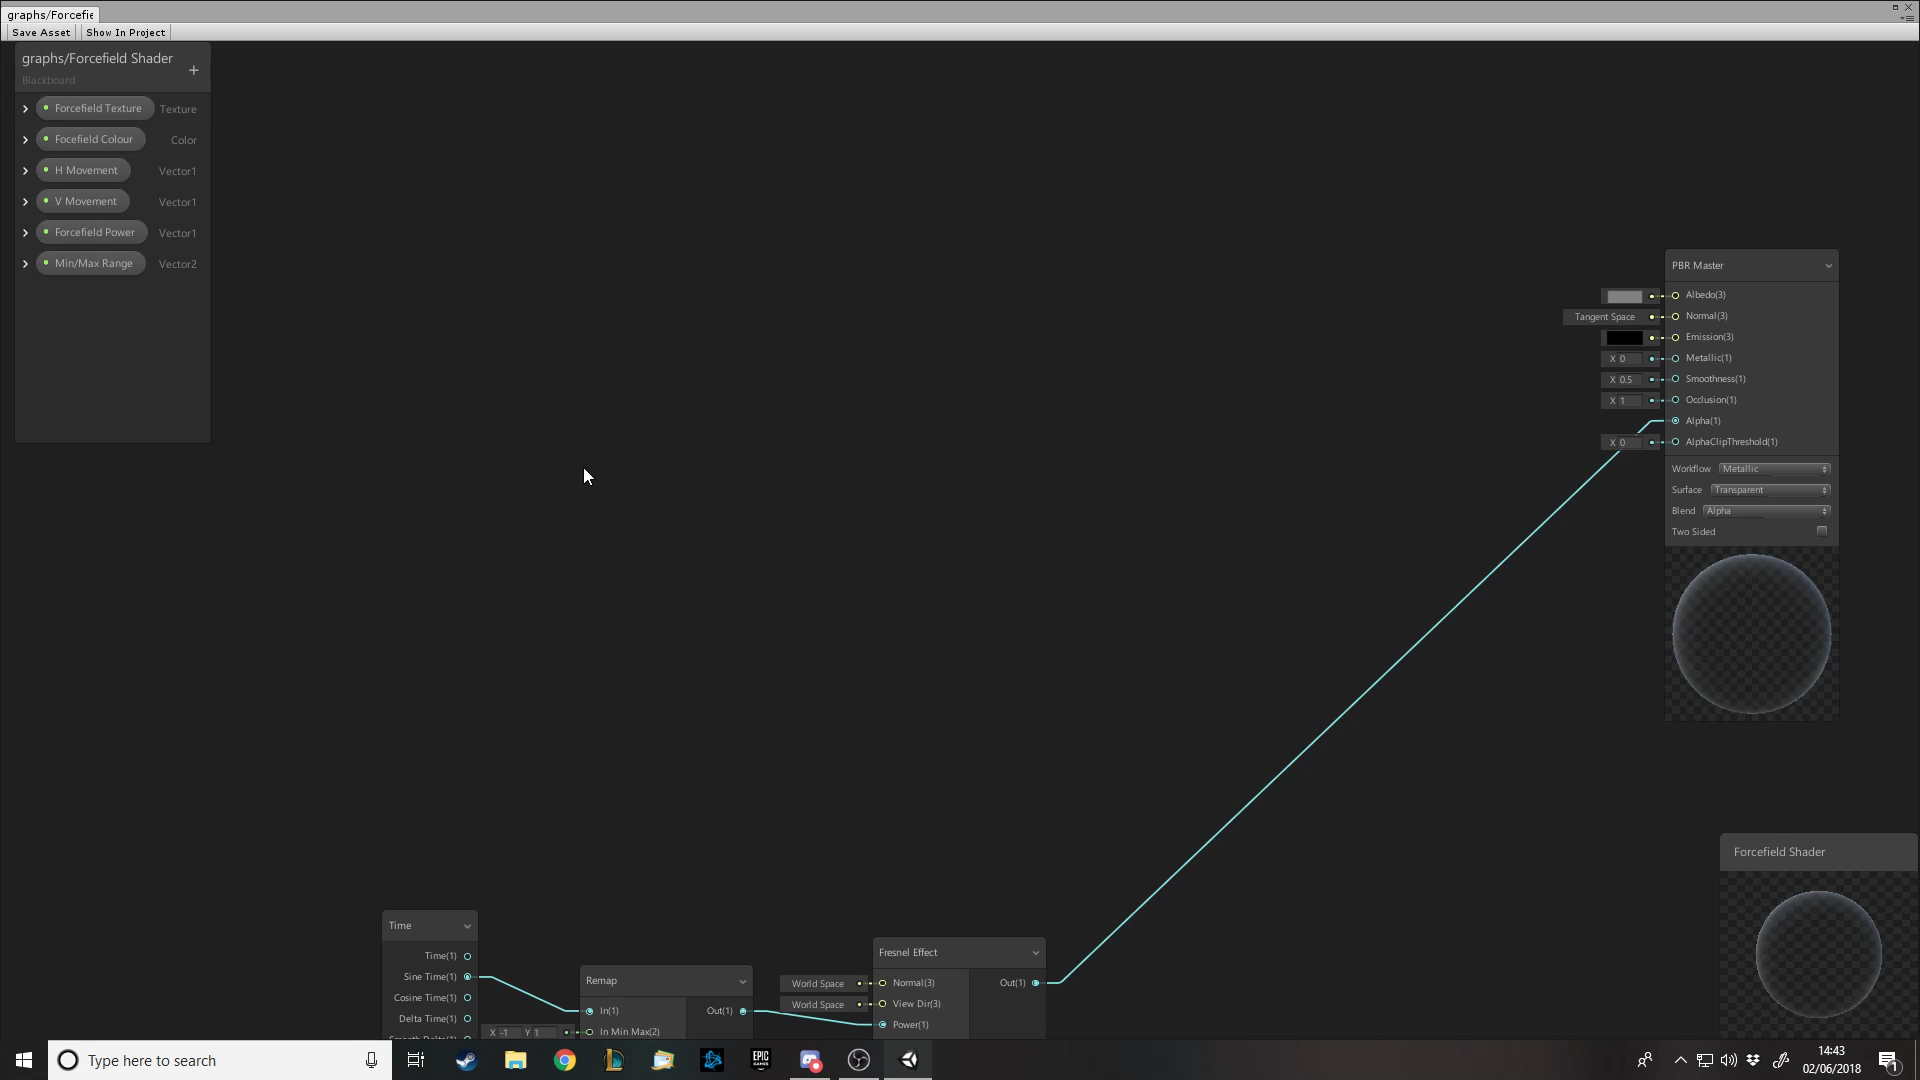 graphs/Forcefie
Save Asset
Show In Project
graphs/Forcefield Shader
Blackboard
Forcefield Texture Texture
Focefield Colour Color
H Movement Vector1
V Movement Vector1
Forcefield Power Vector1
Min/Max Range Vector2
PBR Master
Albedo(3)
Tangent Space Normal(3)
Emission(3)
X 0 Metallic(1)
X 0.5 Smoothness(1)
X 1 Occlusion(1)
Alpha(1)
X 0 AlphaClipThreshold(1)
Workflow Metallic
Surface Transparent
Blend Alpha
Two Sided
Forcefield Shader
Time
Time(1)
Sine Time(1)
Cosine Time(1)
Delta Time(1)
Remap
In(1) Out(1)
X -1 Y 1 In Min Max(2)
Fresnel Effect
World Space Normal(3) Out(1)
World Space View Dir(3)
Power(1)
Type here to search
EPIC
GAMES
14:43
02/06/2018
1